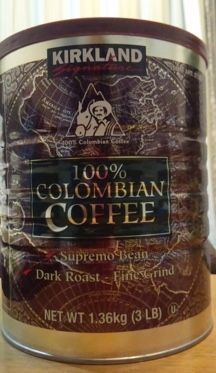 KIRKLAND
Signature
100% Colombian Coffee
100%
COLOMBIAN
COFFEE
Supremo Bean
Dark Roast - Fine Grind
NET WT 1.36kg (3 LB)
U